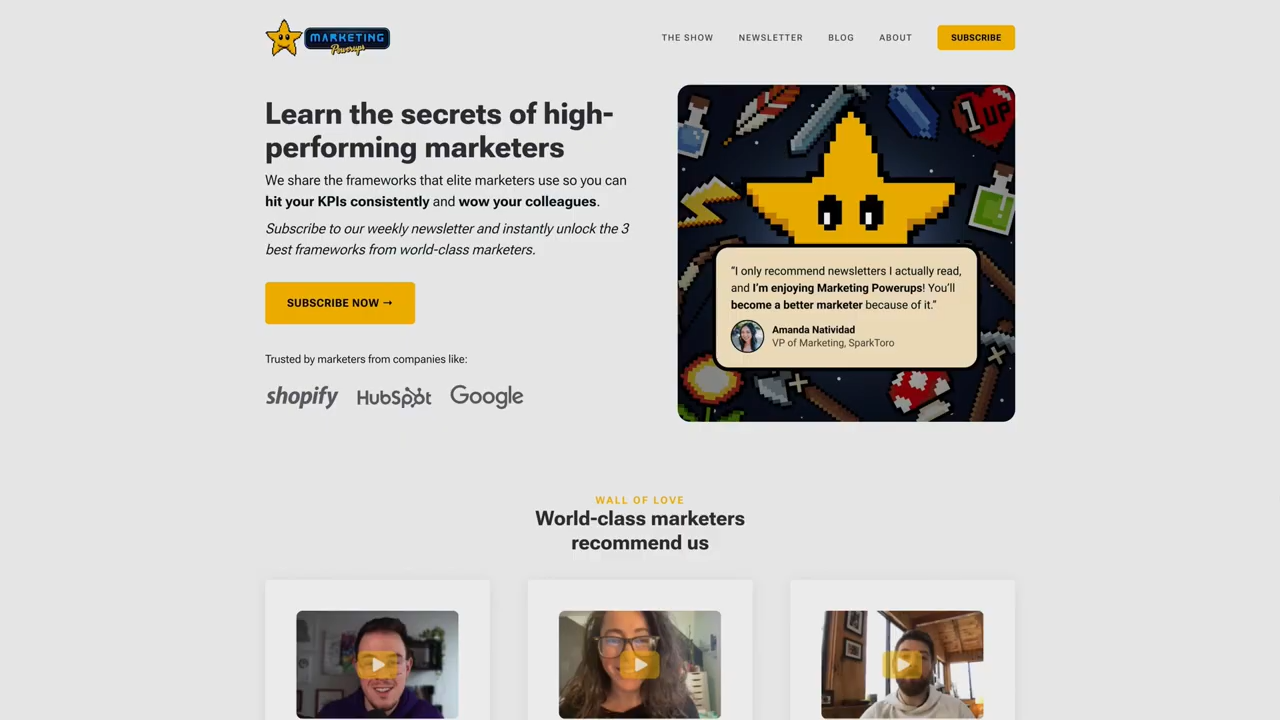 MARKETING
Powerups
THE SHOW
NEWSLETTER
BLOG
ABOUT
SUBSCRIBE
Learn the secrets of high-
performing marketers
We share the frameworks that elite marketers use so you can
hit your KPIs consistently and wow your colleagues.
Subscribe to our weekly newsletter and instantly unlock the 3
best frameworks from world-class marketers.
SUBSCRIBE NOW →
Trusted by marketers from companies like:
shopify
HubSpot
Google
1UP
“I only recommend newsletters I actually read,
and I’m enjoying Marketing Powerups! You’ll
become a better marketer because of it.”
Amanda Natividad
VP of Marketing, SparkToro
WALL OF LOVE
World-class marketers
recommend us